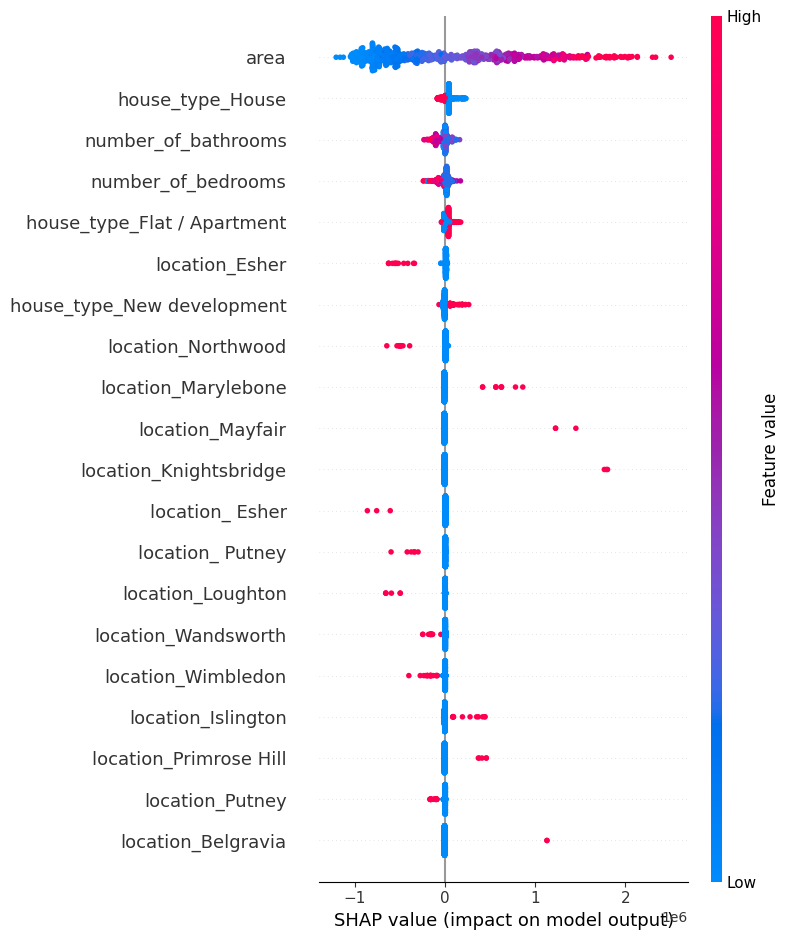 High
area
house_type_House
number_of_bathrooms
number_of_bedrooms
house_type_Flat / Apartment
location_Esher
house_type_New development
location_Northwood
location_Marylebone
location_Mayfair
location_Knightsbridge
location_ Esher
location_ Putney
location_Loughton
location_Wandsworth
location_Wimbledon
location_Islington
location_Primrose Hill
location_Putney
location_Belgravia
Feature value
Low
−1 0 1 2
1e6
SHAP value (impact on model output)